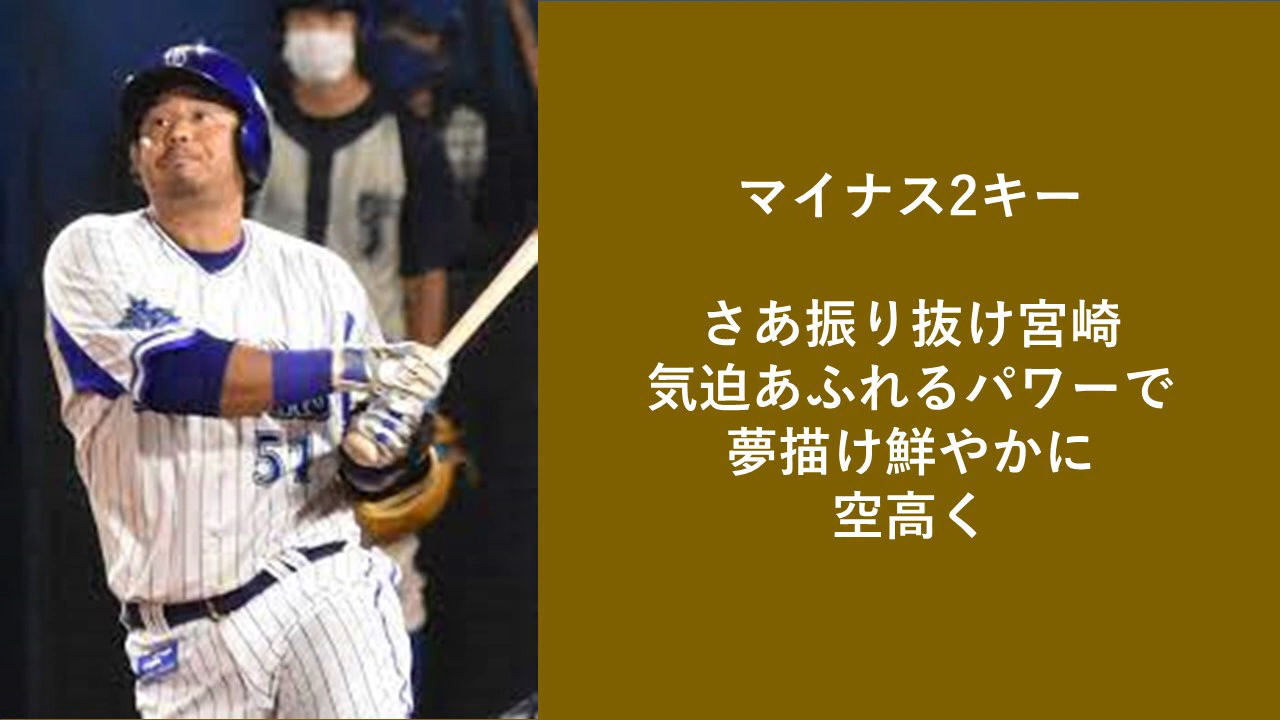 マイナス2キー
さあ振り抜け宮崎
気迫あふれるパワーで
夢描け鮮やかに
空高く
51